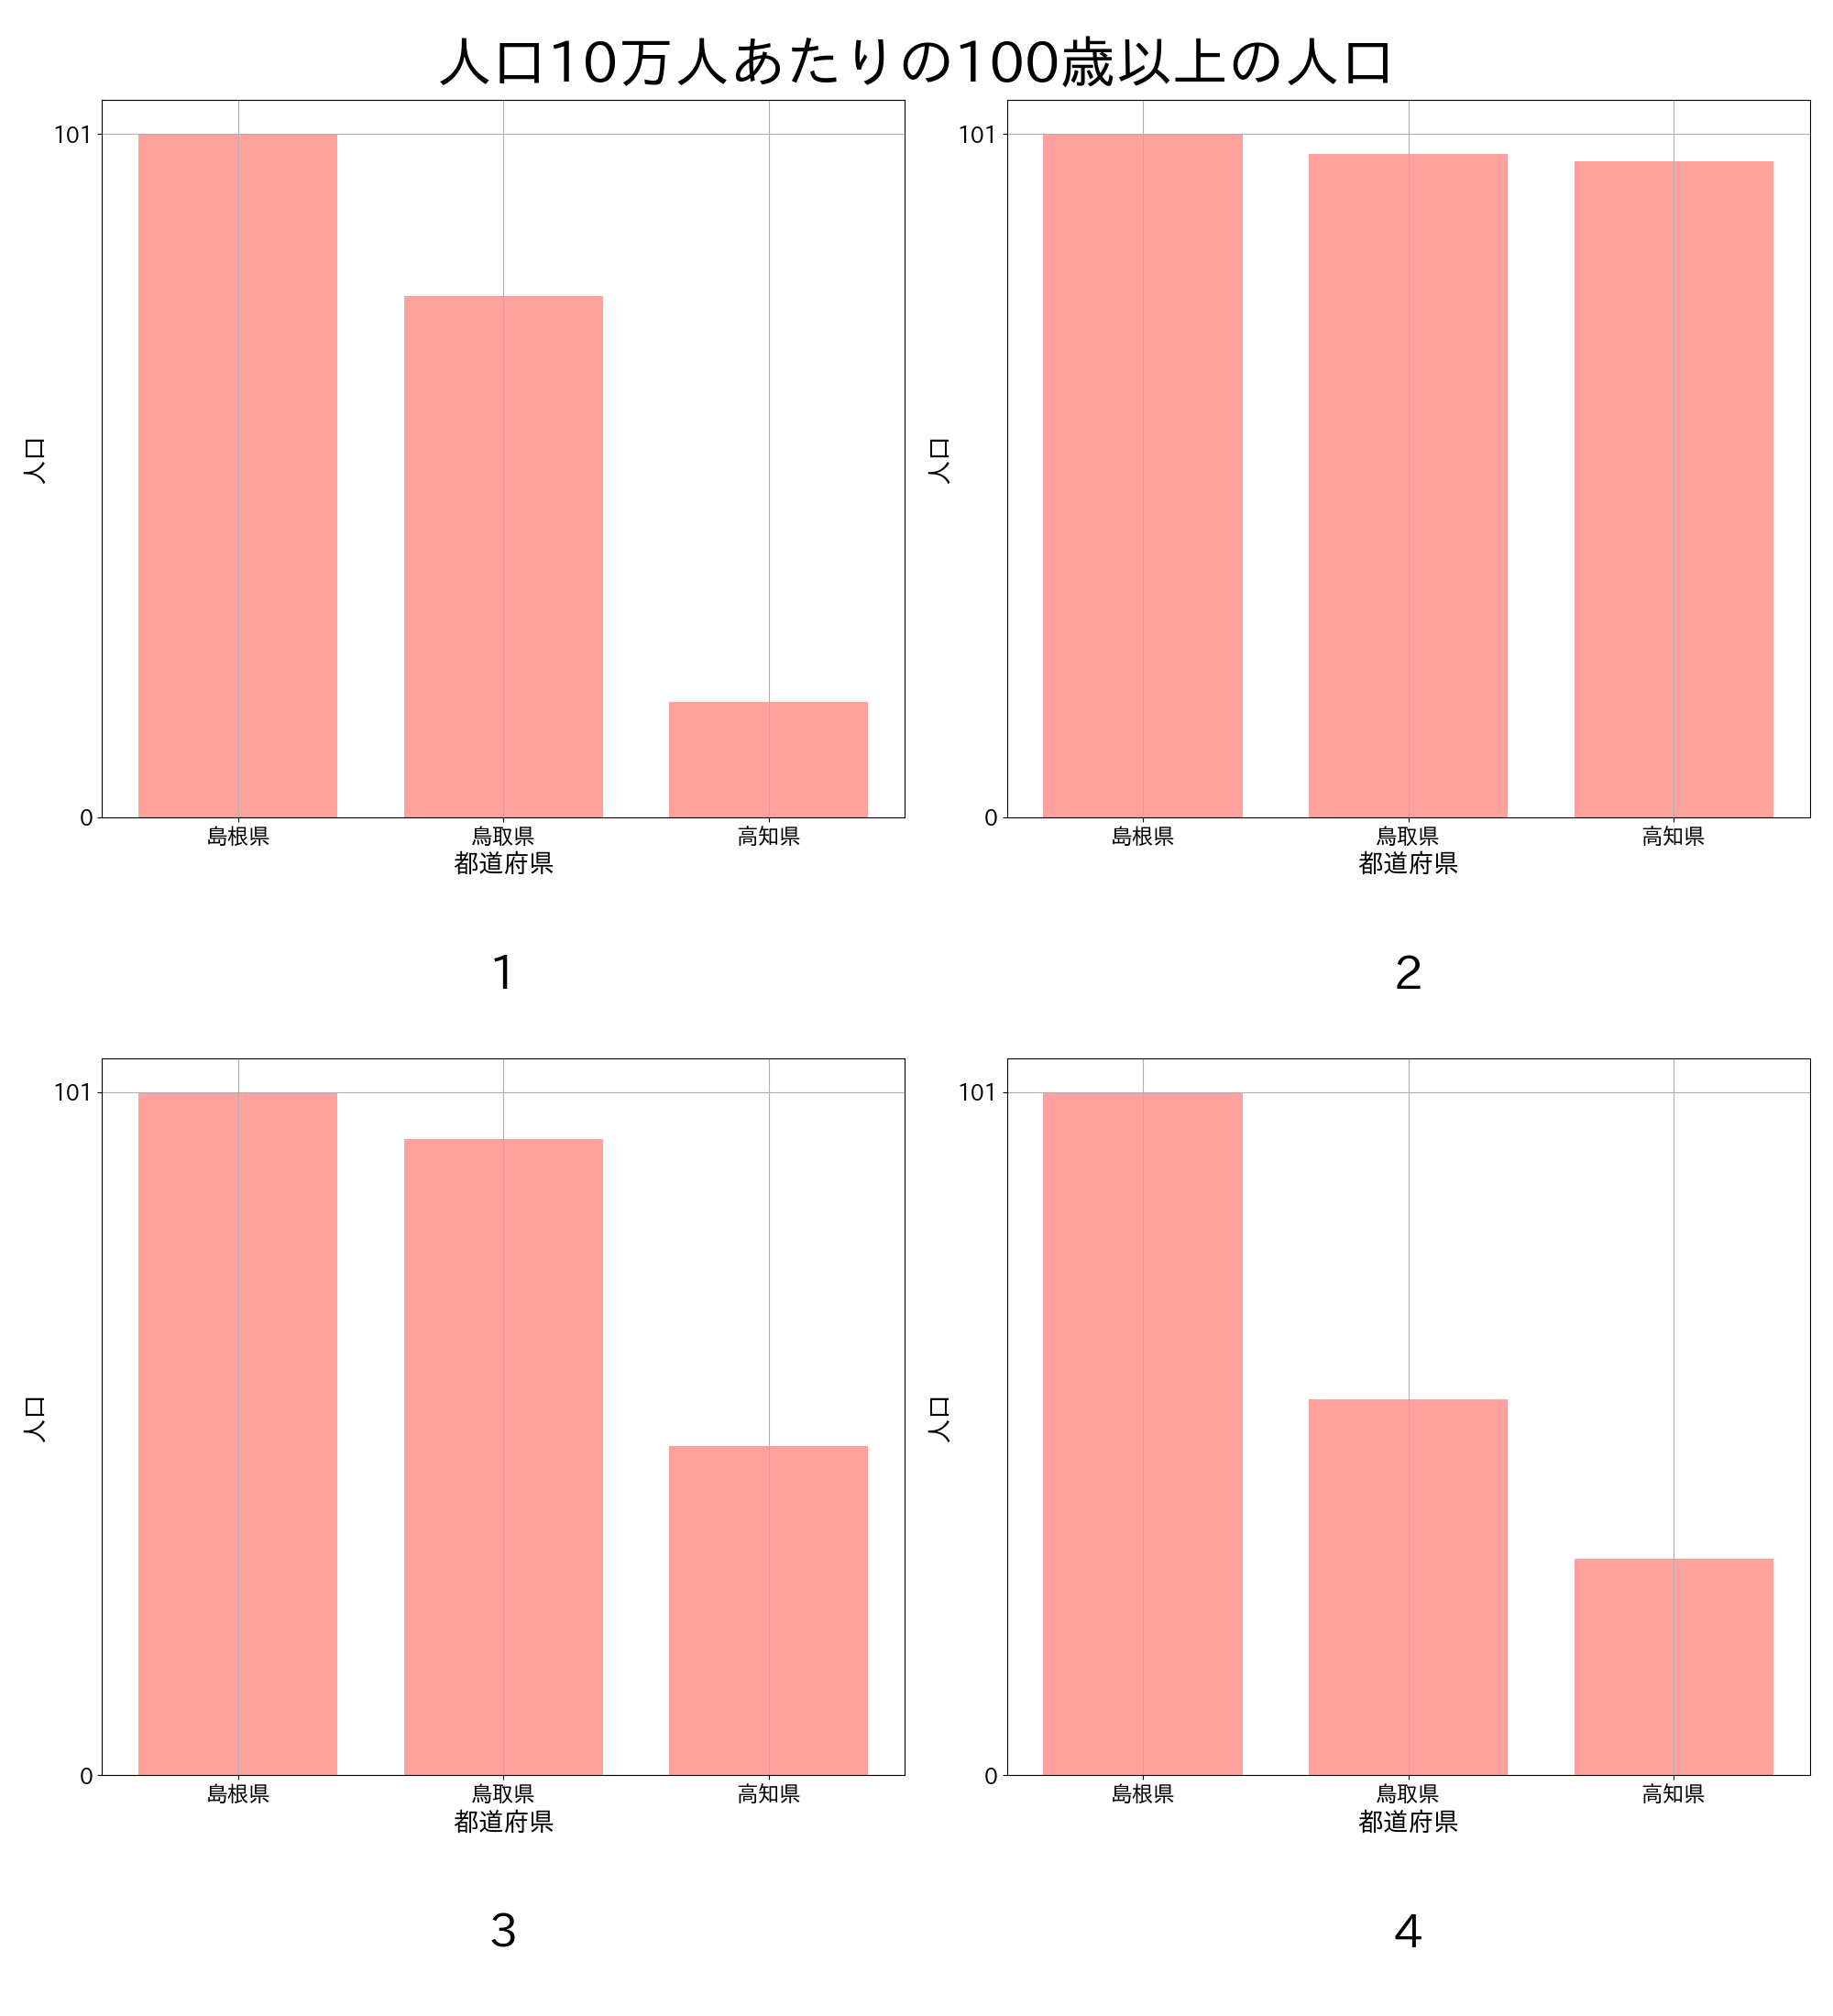 人口10万人あたりの100歳以上の人口
101
人口
0
島根県 鳥取県 高知県
都道府県
1
101
人口
0
島根県 鳥取県 高知県
都道府県
2
101
人口
0
島根県 鳥取県 高知県
都道府県
3
101
人口
0
島根県 鳥取県 高知県
都道府県
4